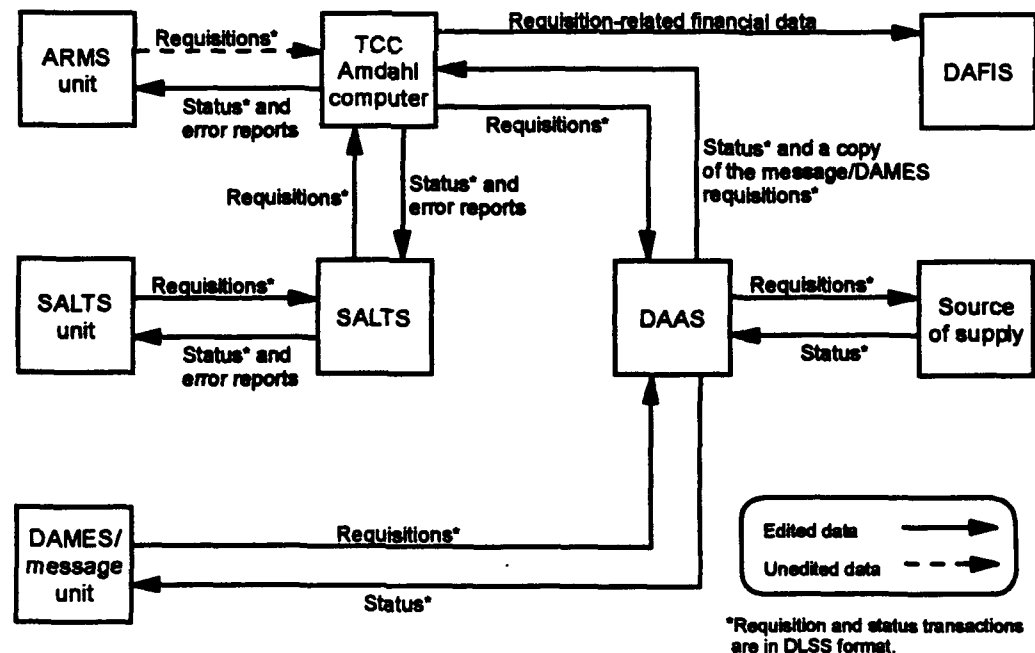 ARMS
unit
Requisitions*
Status* and
error reports
TCC
Amdahl
computer
Requisition-related financial data
DAFIS
Requisitions*
Status* and a copy
of the message/DAMES
requisitions*
Requisitions*
Status* and
error reports
SALTS
unit
Requisitions*
Status* and
error reports
SALTS
DAAS
Requisitions*
Status*
Source
of supply
DAMES/
message
unit
Requisitions*
Status*
Edited data
Unedited data
*Requisition and status transactions
are in DLSS format.